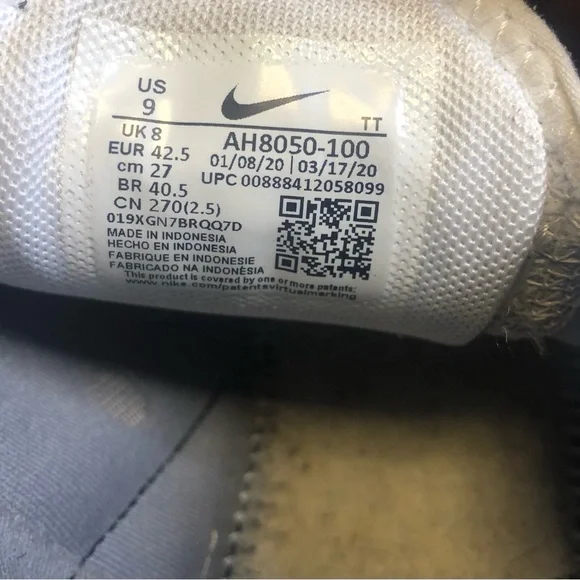 US
9
UK 8
EUR 42.5
cm 27
BR 40.5
CN 270(2.5)
TT
AH8050-100
01/08/20 | 03/17/20
UPC 00888412058099
019XGN7BRQQ7D
MADE IN INDONESIA
HECHO EN INDONESIA
FABRIQUE EN INDONESIE
FABRICADO NA INDONÉSIA
This product is covered by one or more patents:
www.nike.com/patentsvirtualmarking